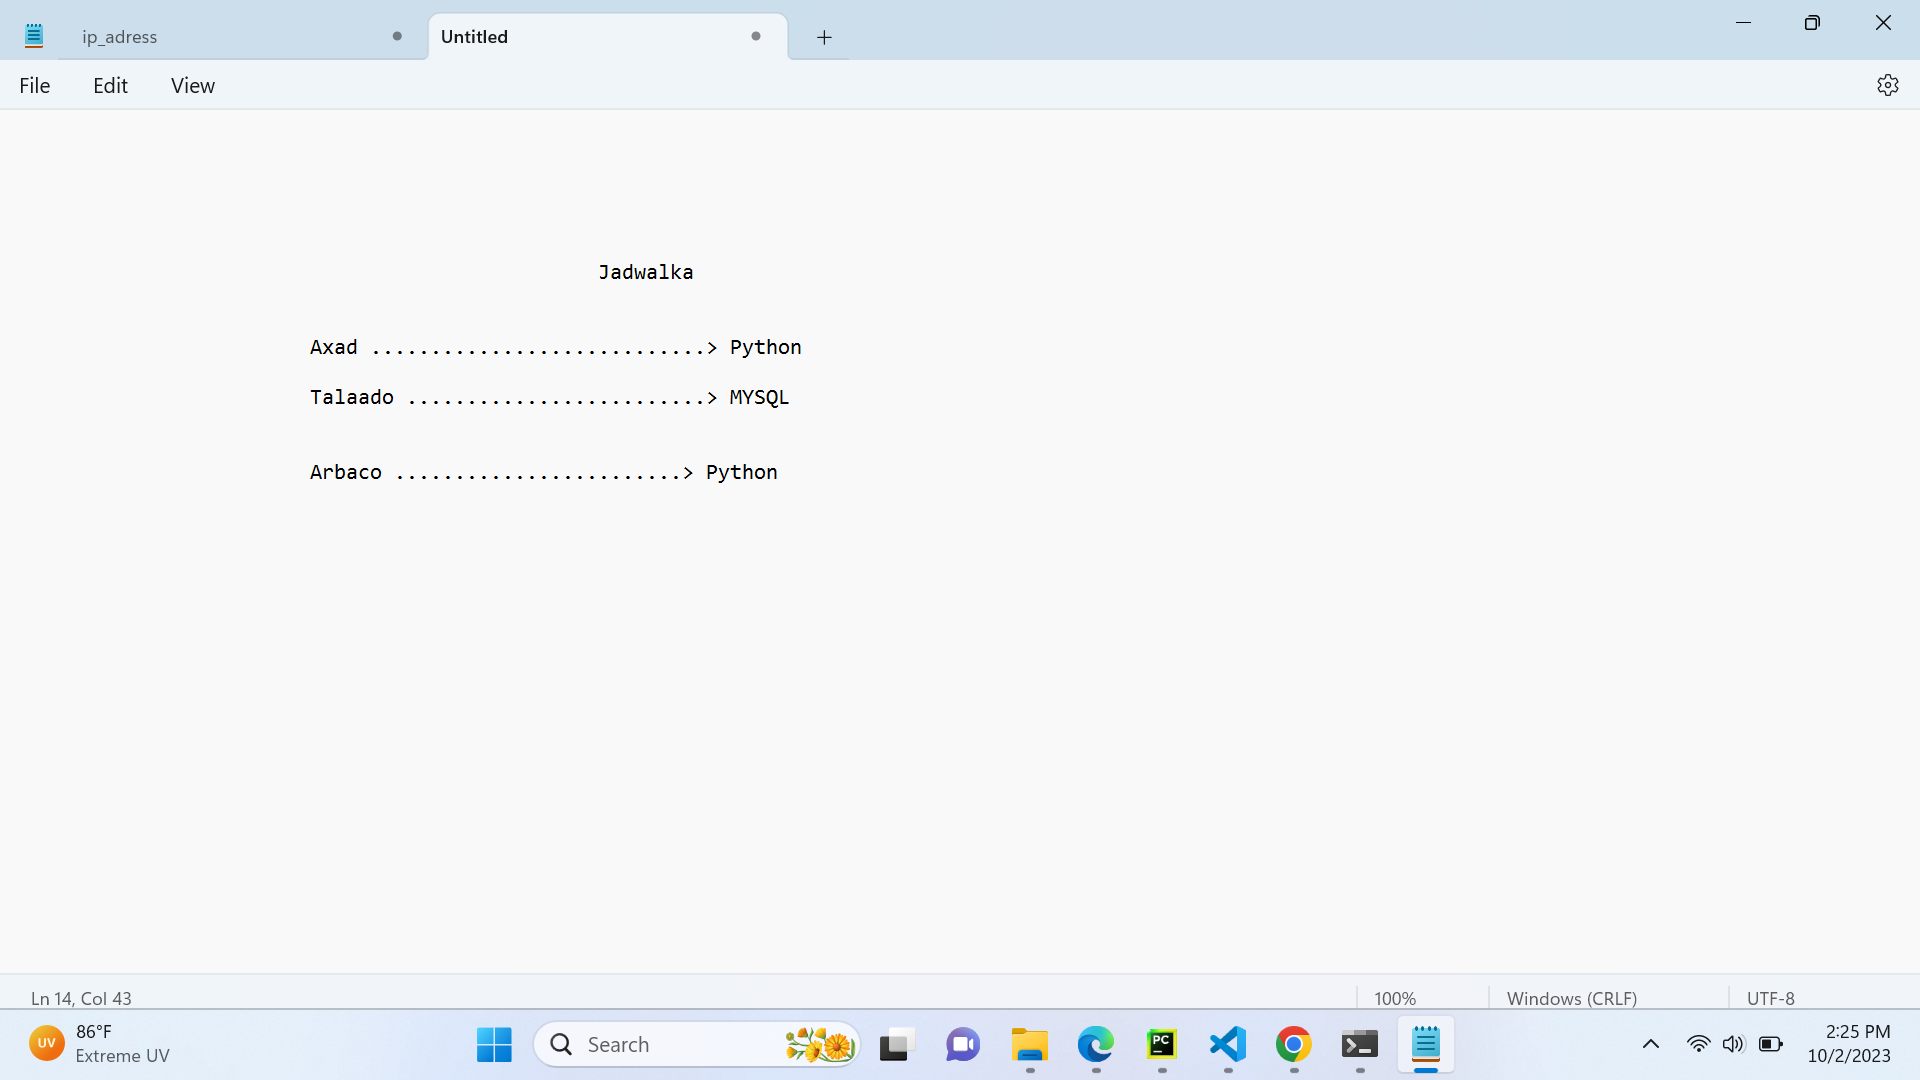 ip_adress
Untitled
File Edit View
Jadwalka
Axad ............................> Python
Talaado .........................> MYSQL
Arbaco ........................> Python
Ln 14, Col 43
100%
Windows (CRLF)
UTF-8
UV
86°F
Extreme UV
Search
PC
2:25 PM
10/2/2023